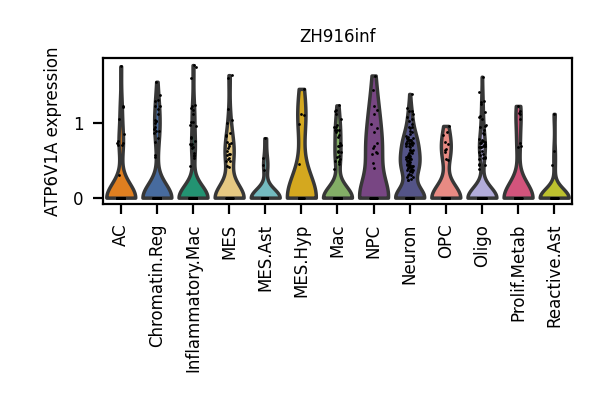 ZH916inf
ATP6V1A expression
1
0
AC
Chromatin.Reg
Inflammatory.Mac
MES
MES.Ast
MES.Hyp
Mac
NPC
Neuron
OPC
Oligo
Prolif.Metab
Reactive.Ast